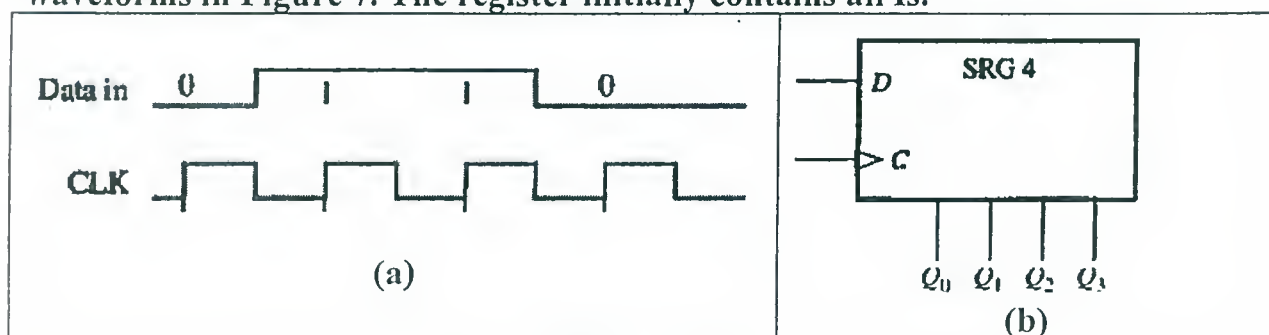 waveforms in Figure 7. The register initially contains all 1s.
Data in 0 1 1 0
CLK
(a)
SRG 4
D
C
Q0 Q1 Q2 Q3
(b)